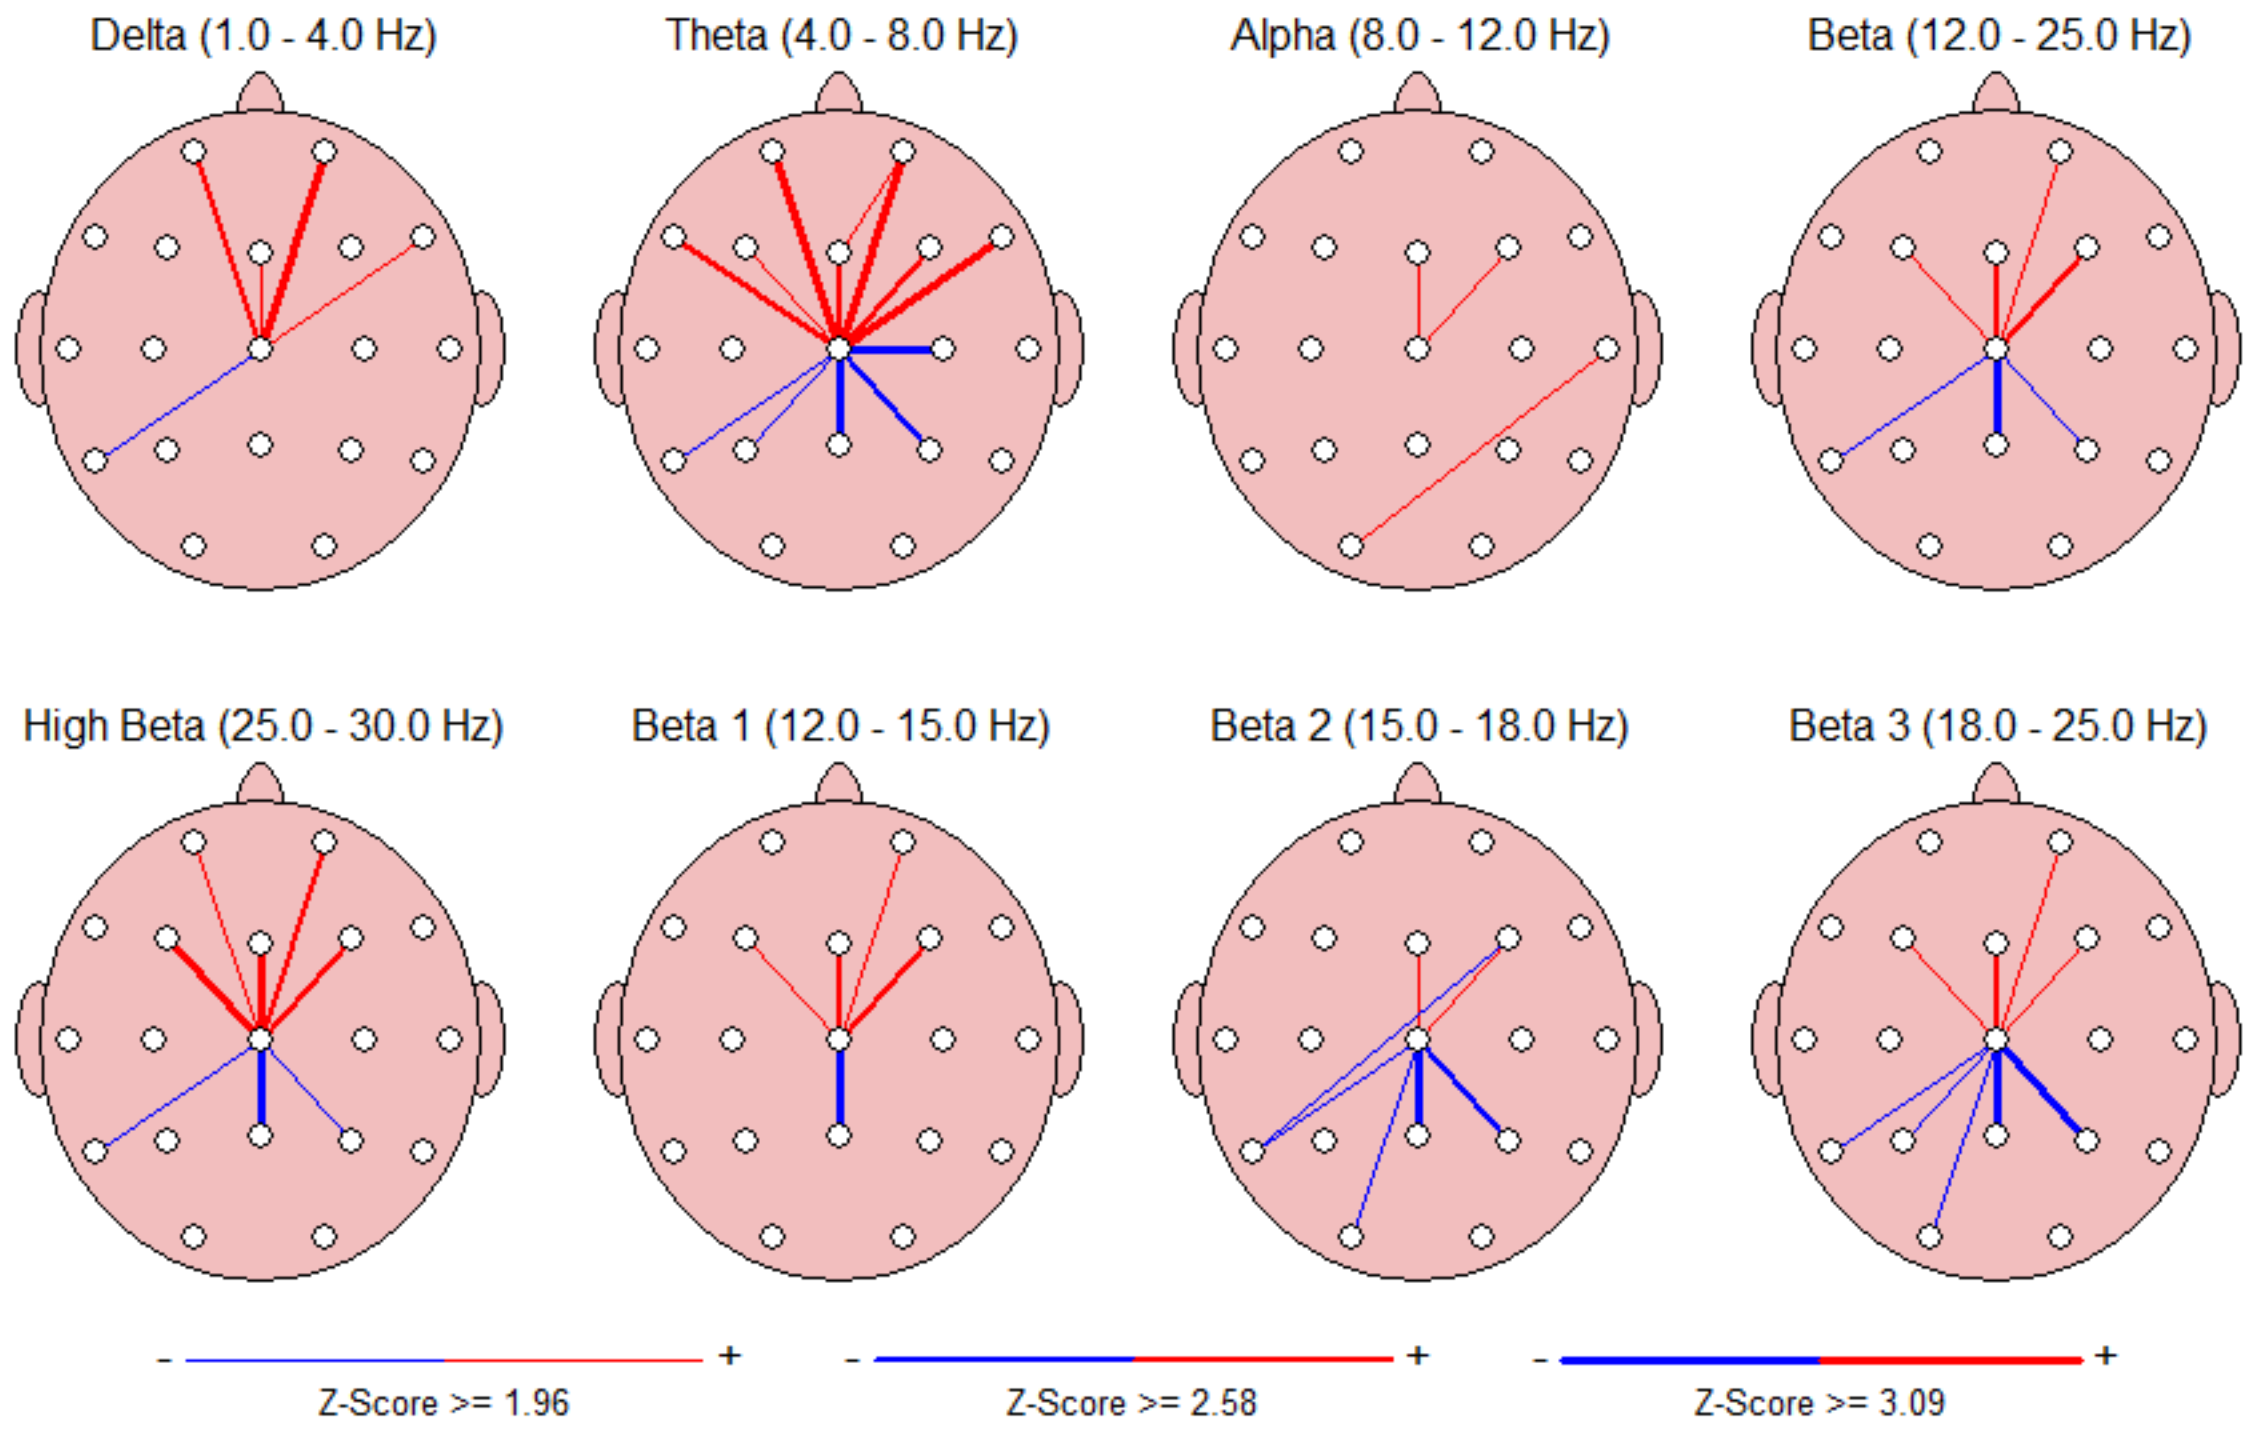 Delta (1.0 - 4.0 Hz)
Theta (4.0 - 8.0 Hz)
Alpha (8.0 - 12.0 Hz)
Beta (12.0 - 25.0 Hz)
High Beta (25.0 - 30.0 Hz)
Beta 1 (12.0 - 15.0 Hz)
Beta 2 (15.0 - 18.0 Hz)
Beta 3 (18.0 - 25.0 Hz)
- +
- +
- +
Z-Score >= 1.96
Z-Score >= 2.58
Z-Score >= 3.09